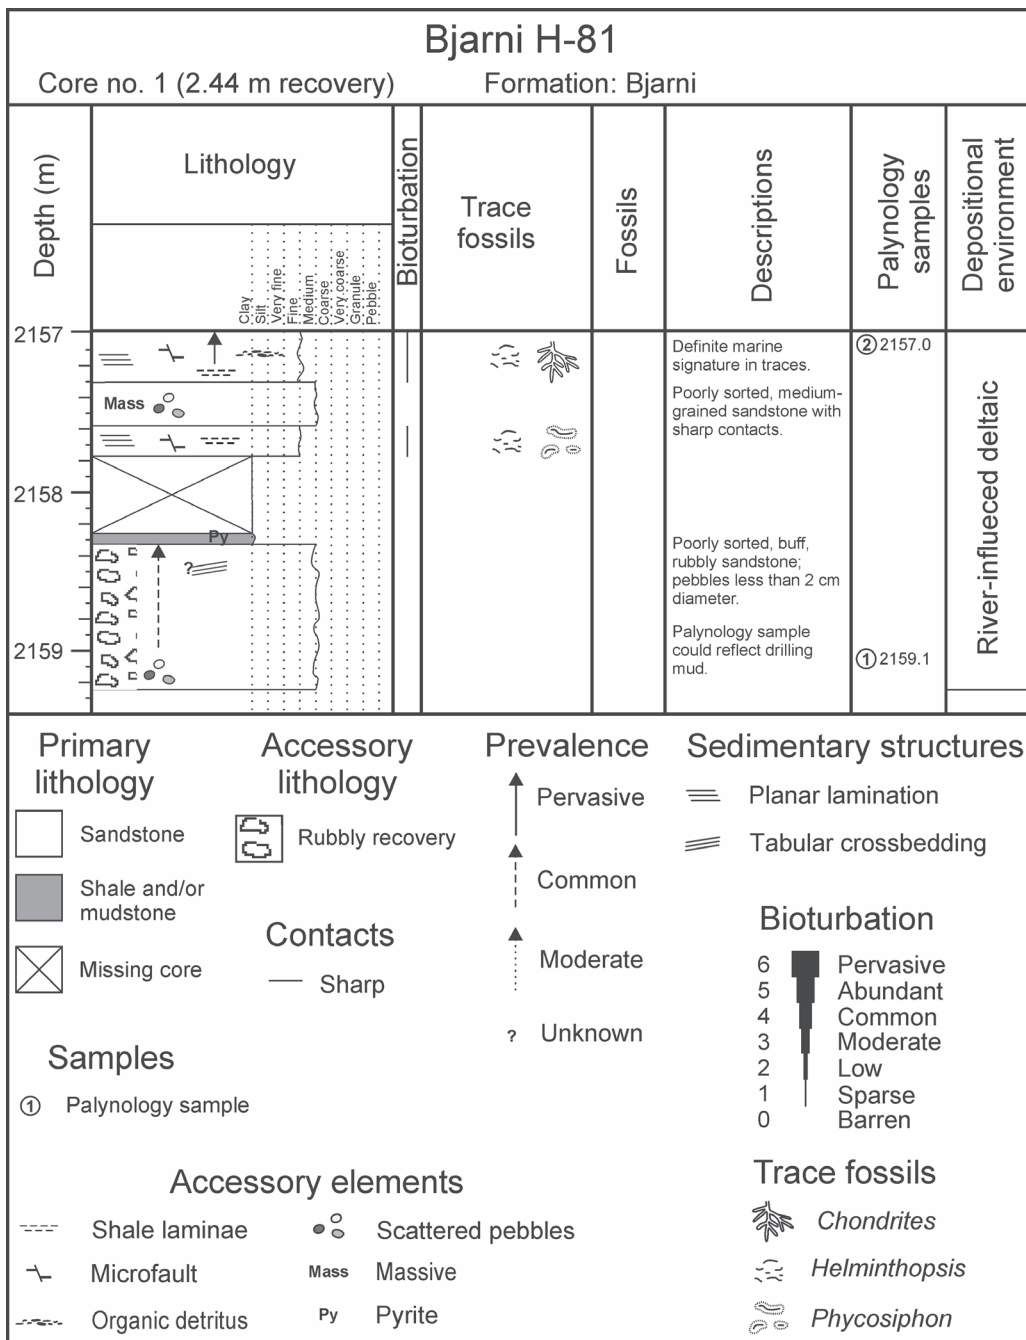 Bjarni H-81
Core no. 1 (2.44 m recovery)
Formation: Bjarni
Depth (m)
Lithology
Clay
Silt
Very fine
Fine
Medium
Coarse
Very coarse
Granule
Pebble
Bioturbation
Trace
fossils
Fossils
Descriptions
Palynology
samples
Depositional
environment
2157
Definite marine
signature in traces.
2 2157.0
Mass
Poorly sorted, medium-
grained sandstone with
sharp contacts.
2158
Py
?
Poorly sorted, buff,
rubbly sandstone;
pebbles less than 2 cm
diameter.
2159
Palynology sample
could reflect drilling
mud.
1 2159.1
River-influeced deltaic
Primary
lithology
Sandstone
Shale and/or
mudstone
Missing core
Accessory
lithology
Rubbly recovery
Contacts
Sharp
Prevalence
Pervasive
Common
Moderate
? Unknown
Sedimentary structures
Planar lamination
Tabular crossbedding
Bioturbation
6 Pervasive
5 Abundant
4 Common
3 Moderate
2 Low
1 Sparse
0 Barren
Samples
1 Palynology sample
Accessory elements
Shale laminae
Microfault
Organic detritus
Scattered pebbles
Mass Massive
Py Pyrite
Trace fossils
Chondrites
Helminthopsis
Phycosiphon